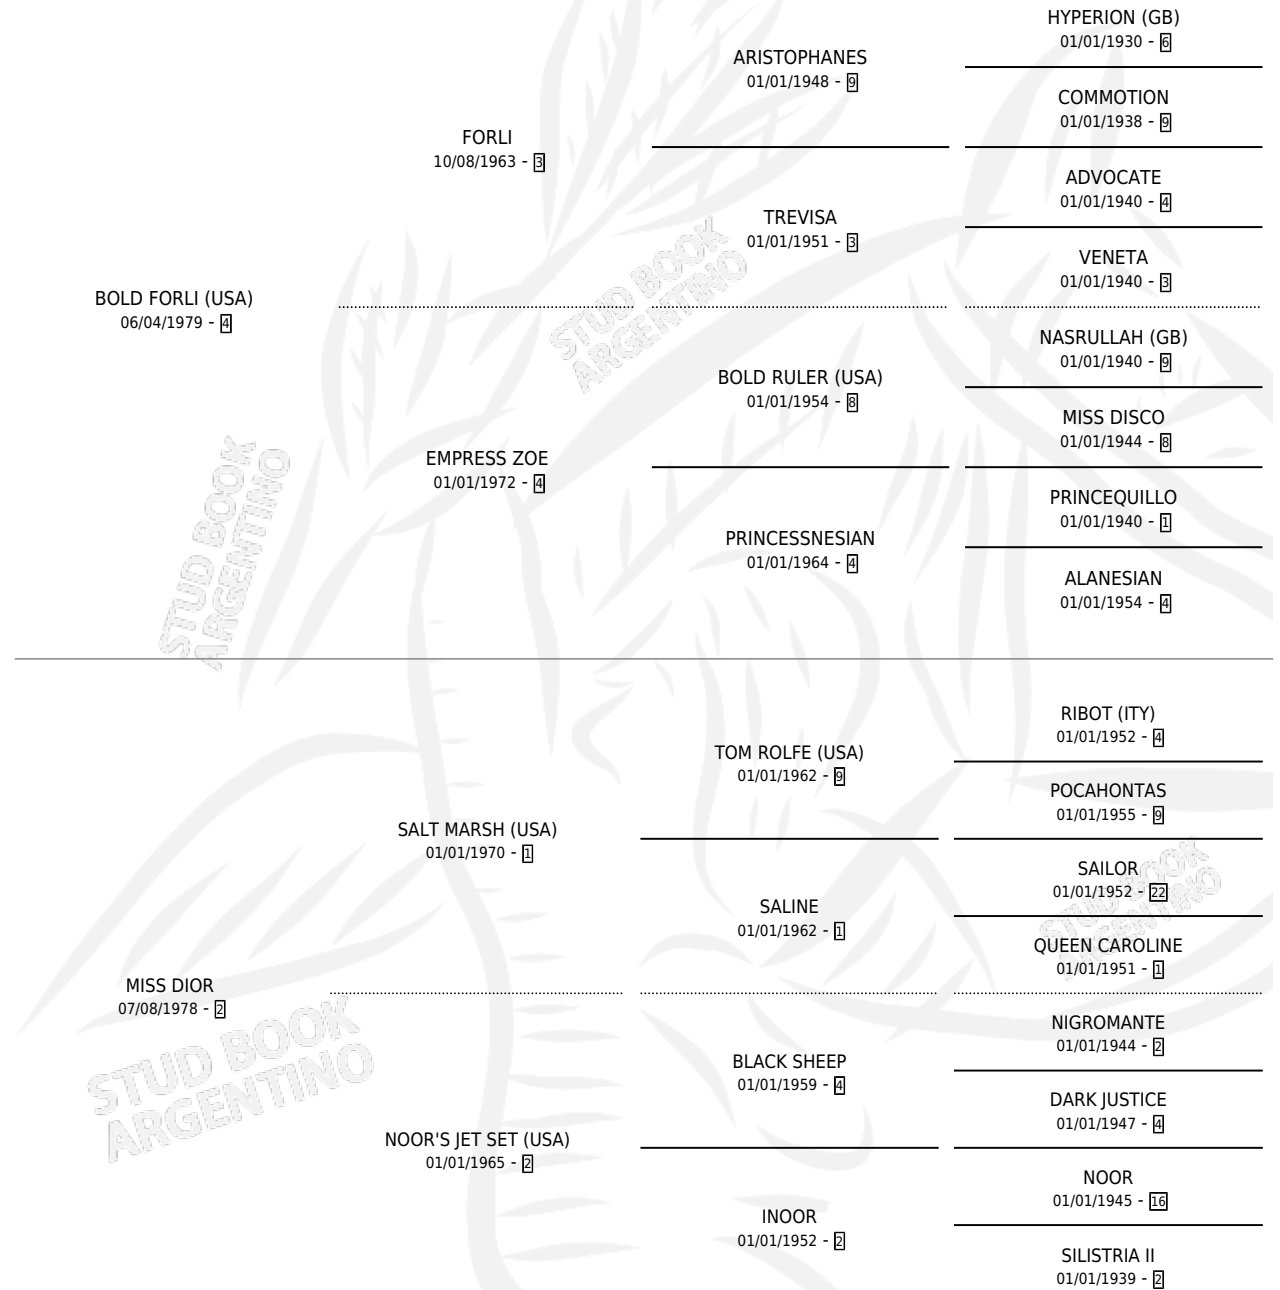 HYPERION (GB)
01/01/1930 - 6
ARISTOPHANES
01/01/1948 - 9
COMMOTION
01/01/1938 - 9
FORLI
10/08/1963 - 3
ADVOCATE
01/01/1940 - 4
TREVISA
01/01/1951 - 3
VENETA
01/01/1940 - 3
BOLD FORLI (USA)
06/04/1979 - 4
NASRULLAH (GB)
01/01/1940 - 9
BOLD RULER (USA)
01/01/1954 - 8
MISS DISCO
01/01/1944 - 8
EMPRESS ZOE
01/01/1972 - 4
PRINCEQUILLO
01/01/1940 - 1
PRINCESSNESIAN
01/01/1964 - 4
ALANESIAN
01/01/1954 - 4
RIBOT (ITY)
01/01/1952 - 4
TOM ROLFE (USA)
01/01/1962 - 9
POCAHONTAS
01/01/1955 - 9
SALT MARSH (USA)
01/01/1970 - 1
SAILOR
01/01/1952 - 22
SALINE
01/01/1962 - 1
QUEEN CAROLINE
01/01/1951 - 1
MISS DIOR
07/08/1978 - 2
NIGROMANTE
01/01/1944 - 2
BLACK SHEEP
01/01/1959 - 4
DARK JUSTICE
01/01/1947 - 4
NOOR'S JET SET (USA)
01/01/1965 - 2
NOOR
01/01/1945 - 16
INOOR
01/01/1952 - 2
SILISTRIA II
01/01/1939 - 2
STUD BOOK
ARGENTINO
STUD BOOK
ARGENTINO
STUD BOOK
ARGENTINO
STUD BOOK
ARGENTINO